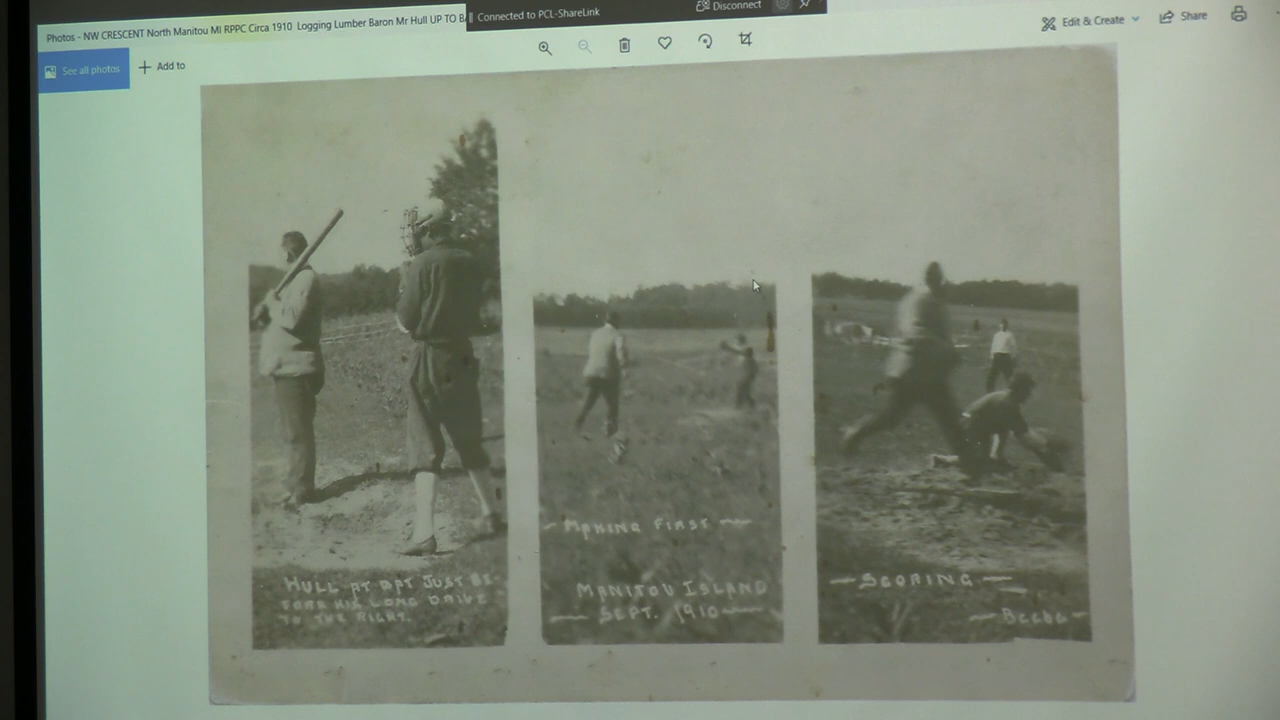 Photos - NW CRESCENT North Manitou MI RPPC Circa 1910 Logging Lumber Baron Mr Hull UP TO BA
Connected to PCL-ShareLink
Disconnect
See all photos
Add to
Edit & Create
Share
HULL AT BAT JUST BE-
FORE HIS LONG DRIVE
TO THE RIGHT.
- MAKING FIRST -
MANITOU ISLAND
- SEPT. 1910 -
- SCORING -
- Beebe -